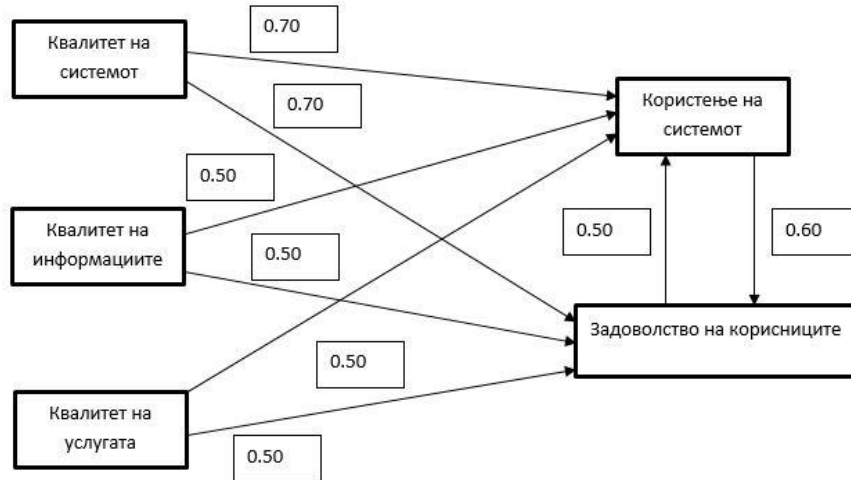 0.70
Квалитет на
системот
0.70
Користење на
системот
0.50
Квалитет на
информациите
0.50
0.50
0.60
Задоволство на корисниците
0.50
Квалитет на
услугата
0.50